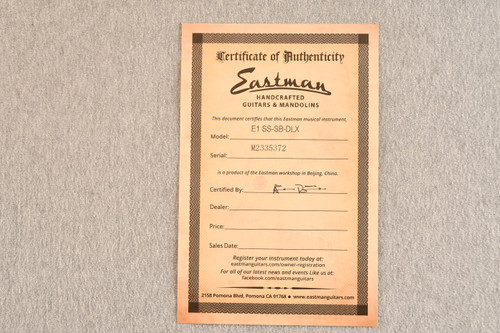 Certificate of Authenticity
Eastman
HANDCRAFTED
GUITARS & MANDOLINS
This document certifies that this Eastman musical instrument.
E1 SS-SB-DLX
Model:
M2335372
Serial:
is a product of the Eastman workshop in Beijing, China.
Certified By:
Dealer:
Price:
Sales Date:
Register your instrument today at:
eastmanguitars.com/owner-registration
For all of our latest news and events Like us at:
facebook.com/eastmanguitars
2158 Pomona Blvd, Pomona CA 91768 ● www.eastmanguitars.com